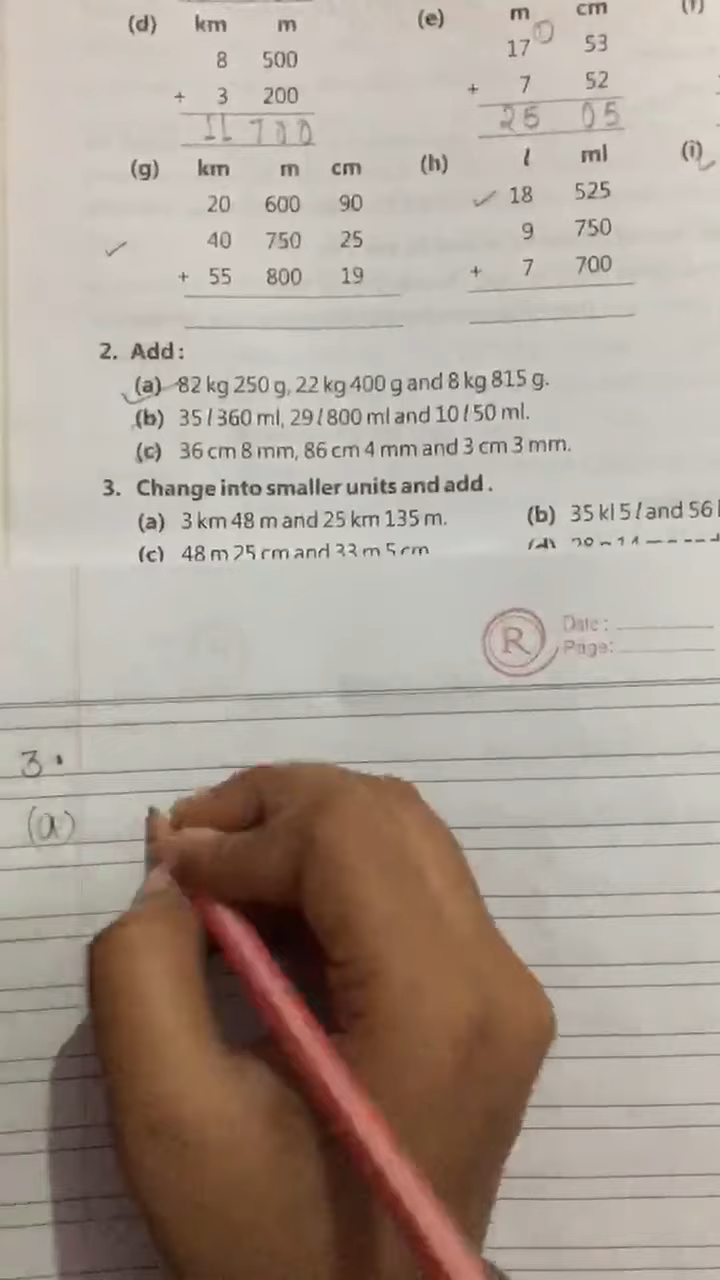 (d) km m (e) m cm (f)
8 500 17 53
+ 3 200 + 7 52
11 700 25 05
(g) km m cm (h) l ml (i)
20 600 90 18 525
40 750 25 9 750
+ 55 800 19 + 7 700
2. Add :
(a) 82 kg 250 g, 22 kg 400 g and 8 kg 815 g.
(b) 35 l 360 ml, 29 l 800 ml and 10 l 50 ml.
(c) 36 cm 8 mm, 86 cm 4 mm and 3 cm 3 mm.
3. Change into smaller units and add .
(a) 3 km 48 m and 25 km 135 m. (b) 35 kl 5 l and 56
(c) 48 m 25 cm and 33 m 5 cm
R Date :
Page:
3.
(a)